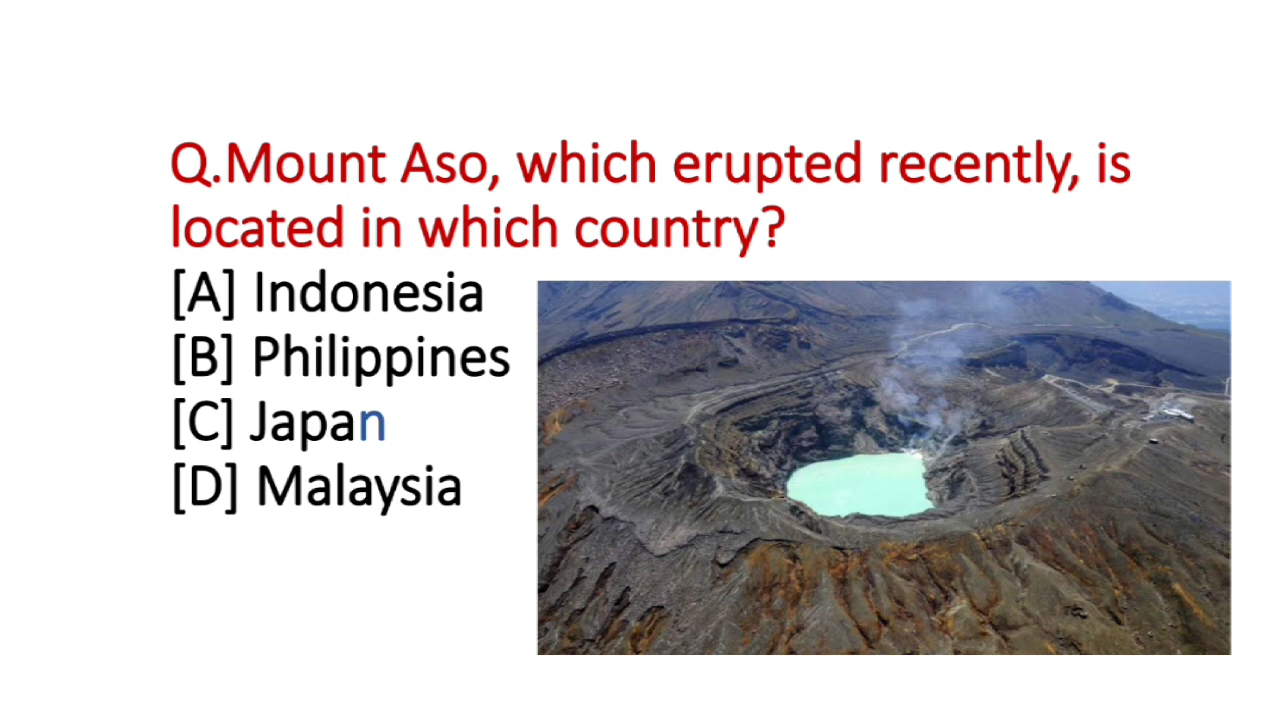 Q.Mount Aso, which erupted recently, is
located in which country?
[A] Indonesia
[B] Philippines
[C] Japan
[D] Malaysia